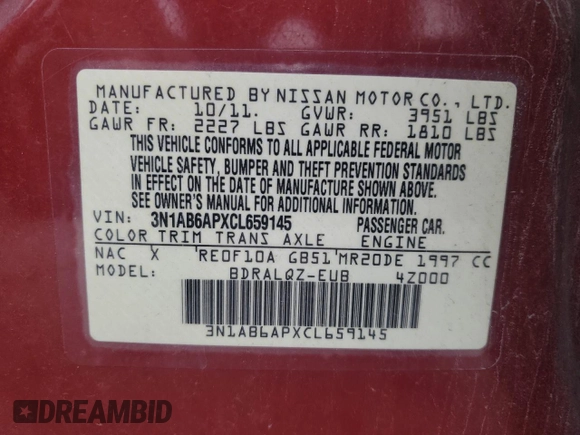 MANUFACTURED BY NISSAN MOTOR CO., LTD.
DATE: 10/11. GVWR: 3951 LBS
GAWR FR: 2227 LBS GAWR RR: 1810 LBS
THIS VEHICLE CONFORMS TO ALL APPLICABLE FEDERAL MOTOR
VEHICLE SAFETY, BUMPER AND THEFT PREVENTION STANDARDS
IN EFFECT ON THE DATE OF MANUFACTURE SHOWN ABOVE.
SEE OWNER'S MANUAL FOR ADDITIONAL INFORMATION.
VIN: 3N1AB6APXCL659145 PASSENGER CAR.
COLOR TRIM TRANS AXLE ENGINE
NAC X RE0F10A GB51 MR20DE 1997 CC
MODEL: BDRALQZ-EUB 4Z000
3N1AB6APXCL659145
DREAMBID